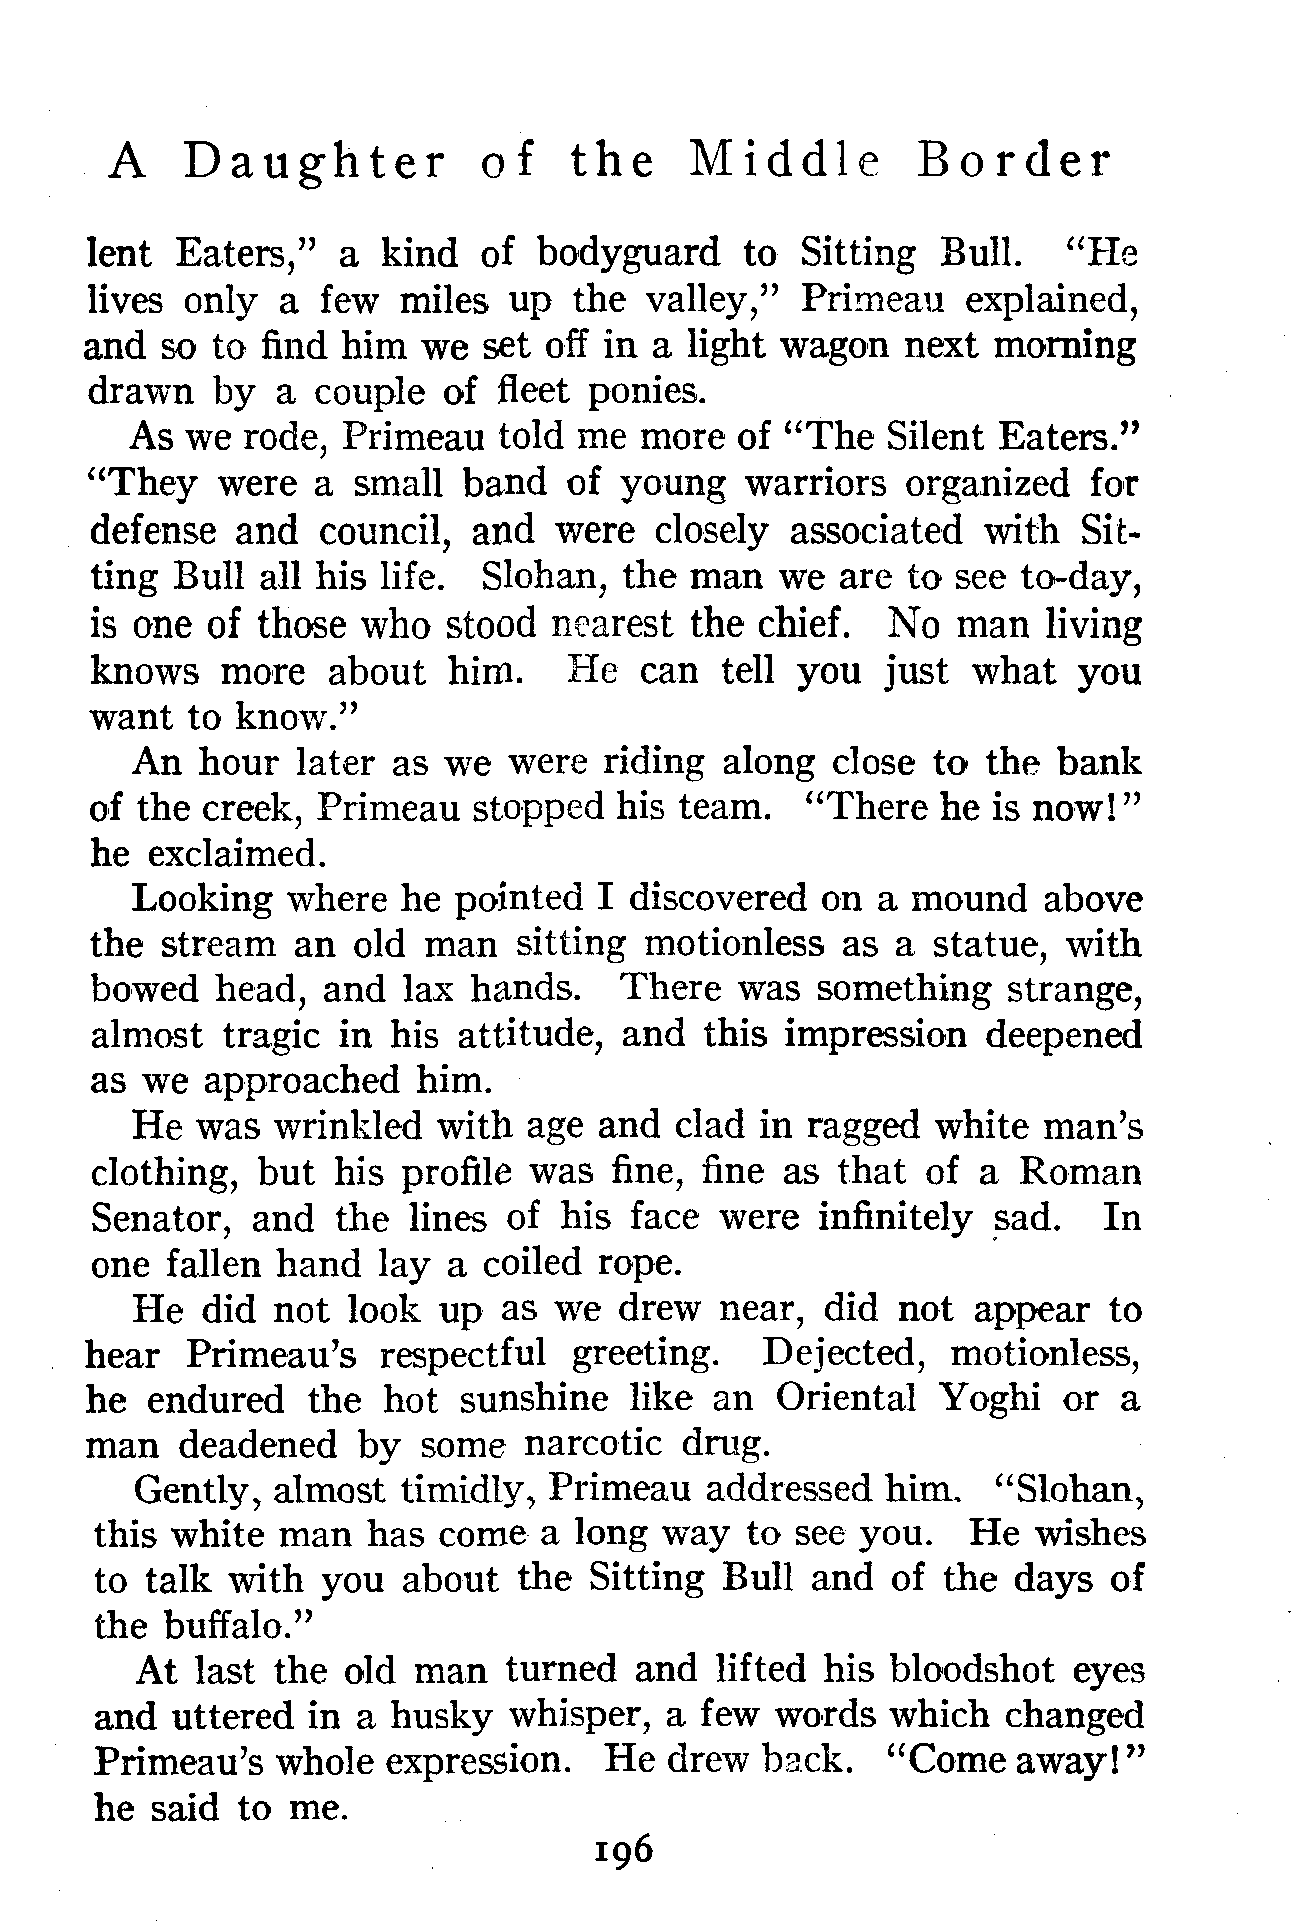 A Daughter of the Middle Border
lent Eaters,” a kind of bodyguard to Sitting Bull. “He
lives only a few miles up the valley,” Primeau explained,
and so to find him we set off in a light wagon next morning
drawn by a couple of fleet ponies.
As we rode, Primeau told me more of “The Silent Eaters.”
“They were a small band of young warriors organized for
defense and council, and were closely associated with Sit-
ting Bull all his life. Slohan, the man we are to see to-day,
is one of those who stood nearest the chief. No man living
knows more about him. He can tell you just what you
want to know.”
An hour later as we were riding along close to the bank
of the creek, Primeau stopped his team. “There he is now!”
he exclaimed.
Looking where he pointed I discovered on a mound above
the stream an old man sitting motionless as a statue, with
bowed head, and lax hands. There was something strange,
almost tragic in his attitude, and this impression deepened
as we approached him.
He was wrinkled with age and clad in ragged white man’s
clothing, but his profile was fine, fine as that of a Roman
Senator, and the lines of his face were infinitely sad. In
one fallen hand lay a coiled rope.
He did not look up as we drew near, did not appear to
hear Primeau’s respectful greeting. Dejected, motionless,
he endured the hot sunshine like an Oriental Yoghi or a
man deadened by some narcotic drug.
Gently, almost timidly, Primeau addressed him. “Slohan,
this white man has come a long way to see you. He wishes
to talk with you about the Sitting Bull and of the days of
the buffalo.”
At last the old man turned and lifted his bloodshot eyes
and uttered in a husky whisper, a few words which changed
Primeau’s whole expression. He drew back. “Come away!”
he said to me.
196